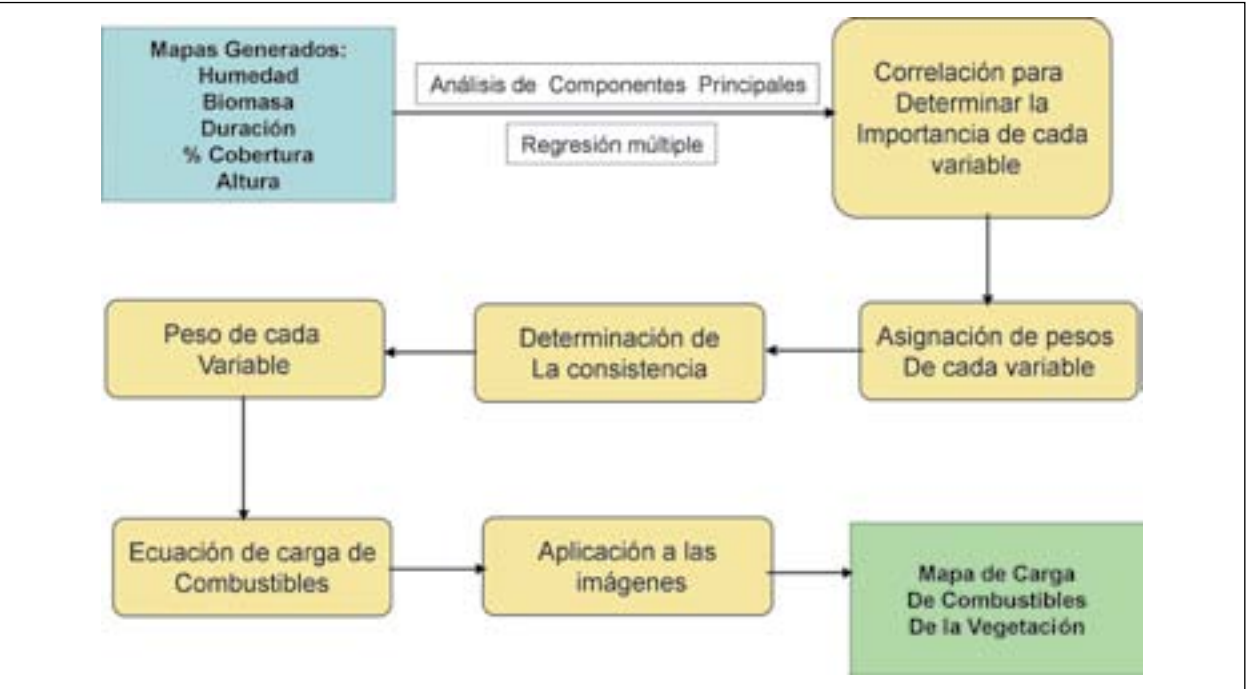 Mapas Generados:
Humedad
Biomasa
Duración
% Cobertura
Altura
Análisis de Componentes Principales
Regresión múltiple
Correlación para
Determinar la
Importancia de cada
variable
Asignación de pesos
De cada variable
Determinación de
La consistencia
Peso de cada
Variable
Ecuación de carga de
Combustibles
Aplicación a las
imágenes
Mapa de Carga
De Combustibles
De la Vegetación